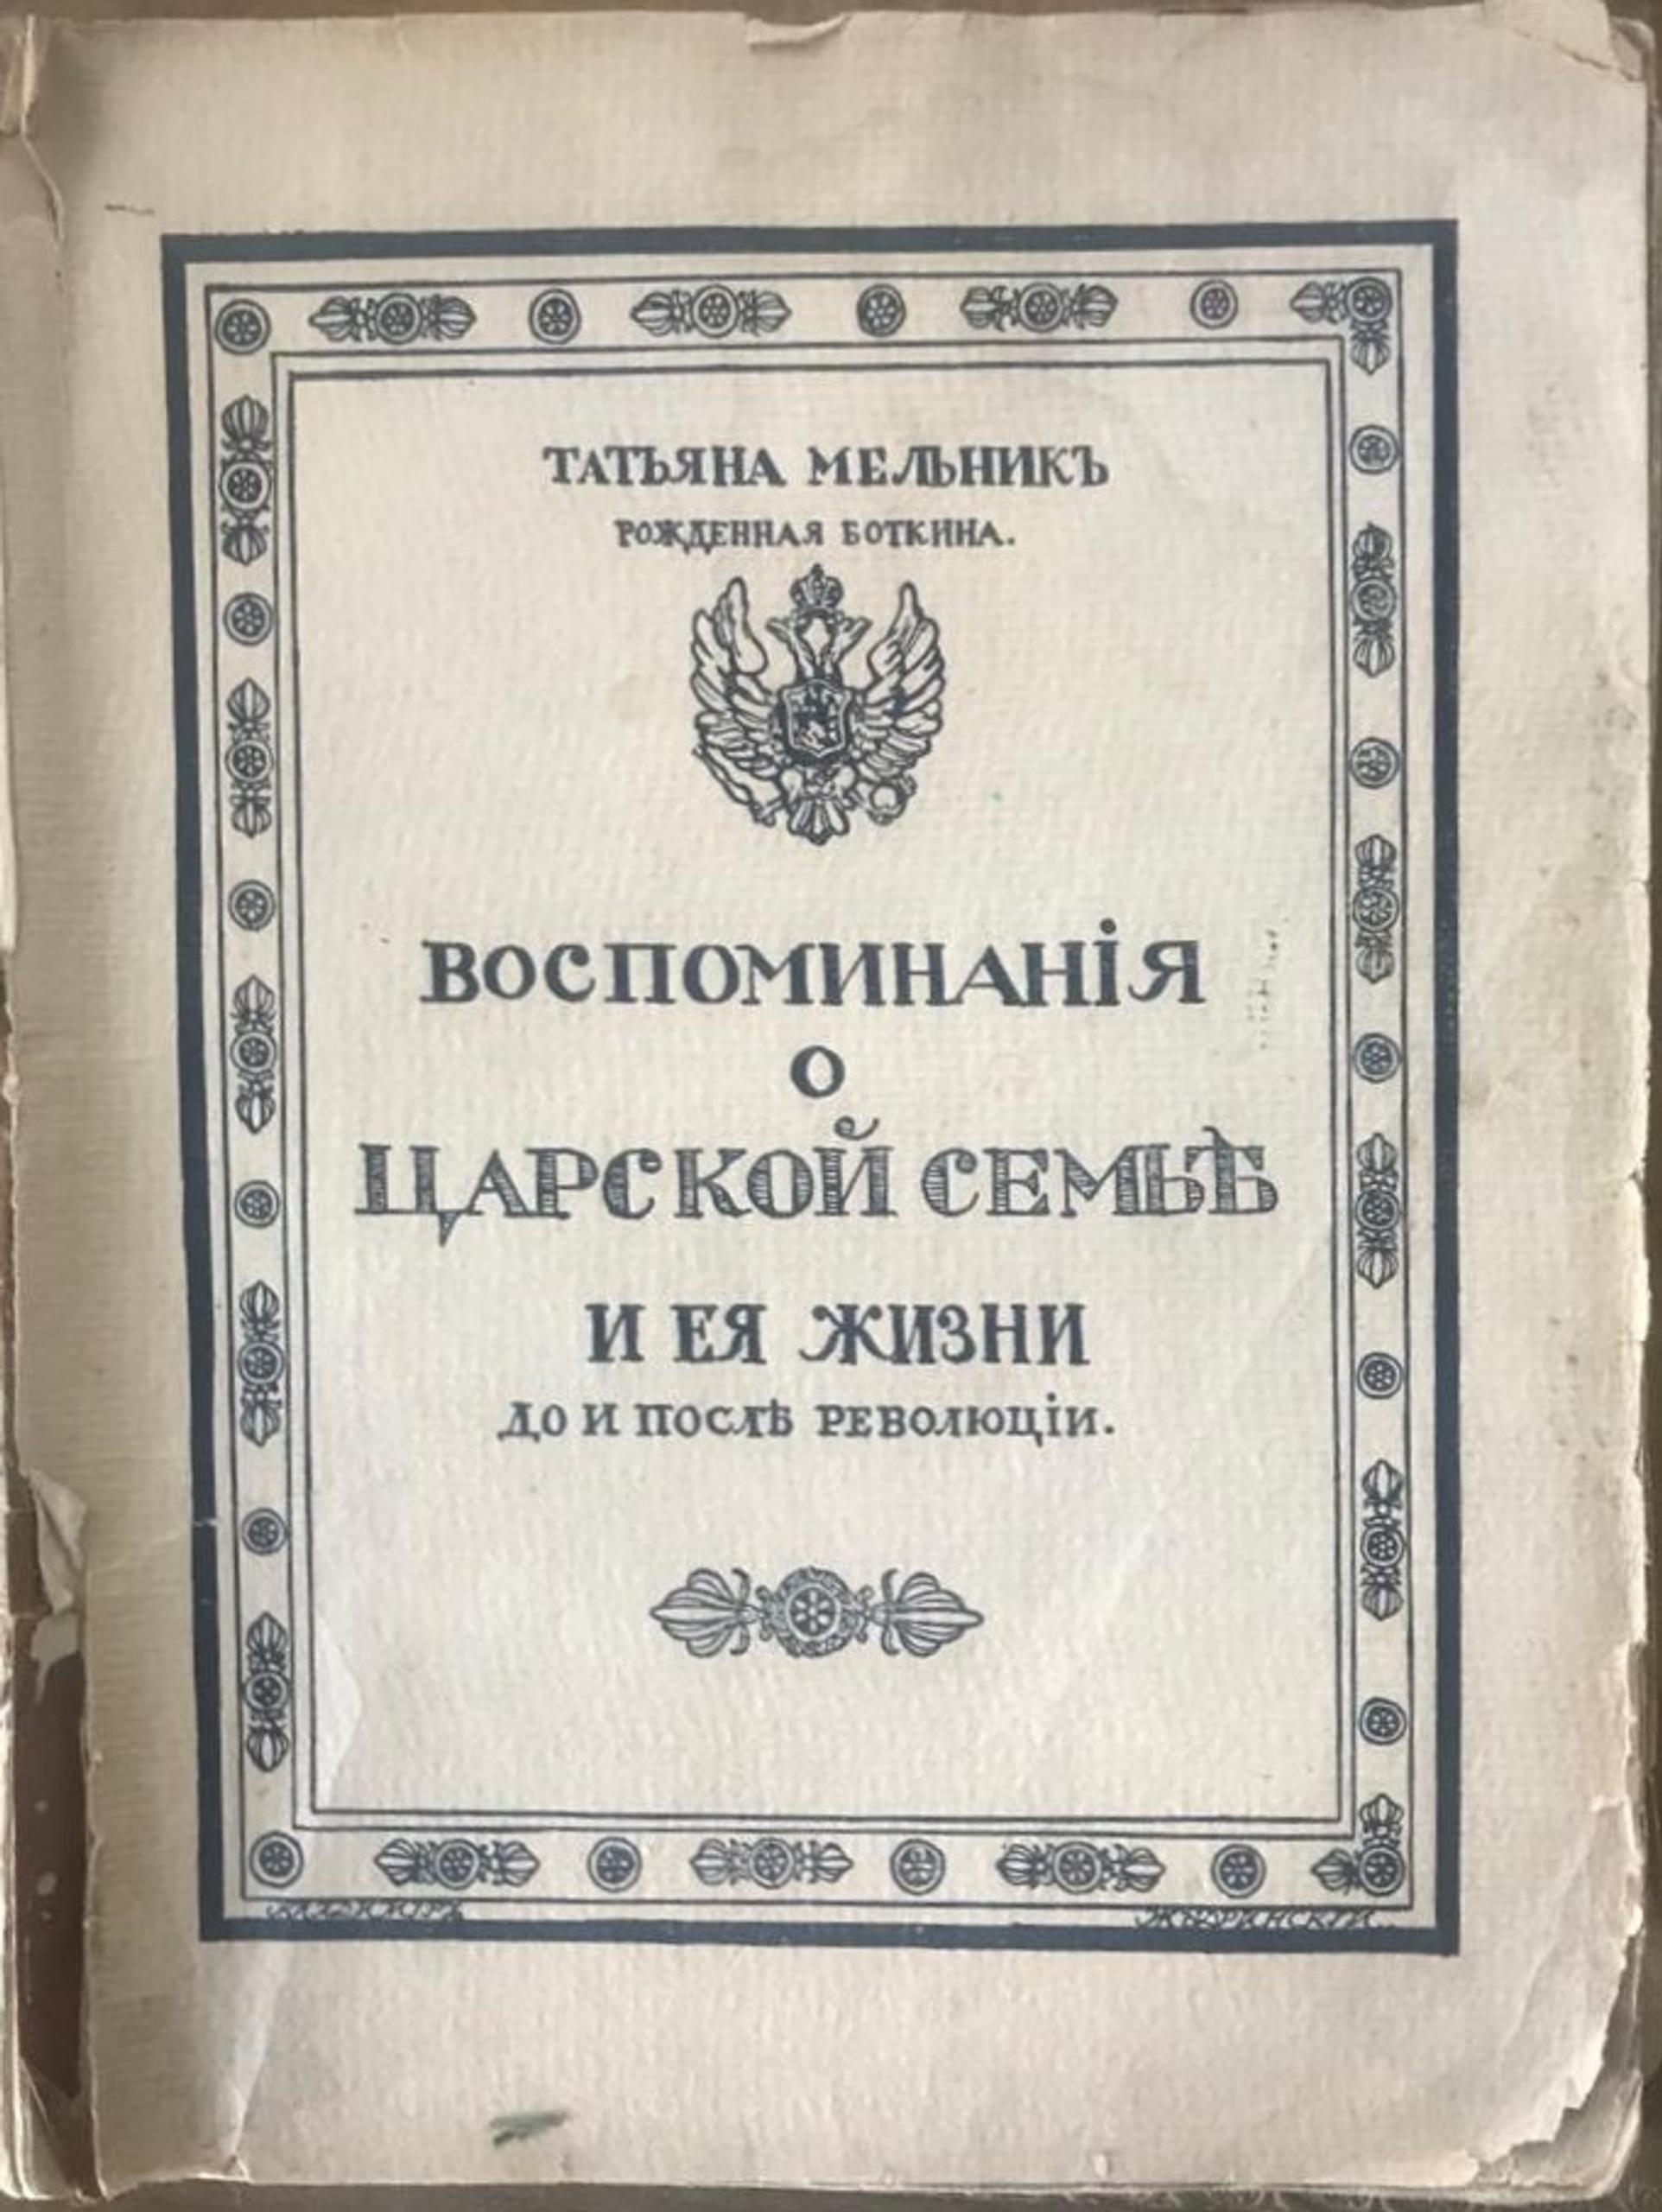 ТАТЬЯНА МЕЛЬНИКЪ
РОЖДЕННАЯ БОТКИНА.
ВОСПОМИНАНІЯ
О
ЦАРСКОЙ СЕМЬѢ
И ЕЯ ЖИЗНИ
ДО И ПОСЛѢ РЕВОЛЮЦІИ.